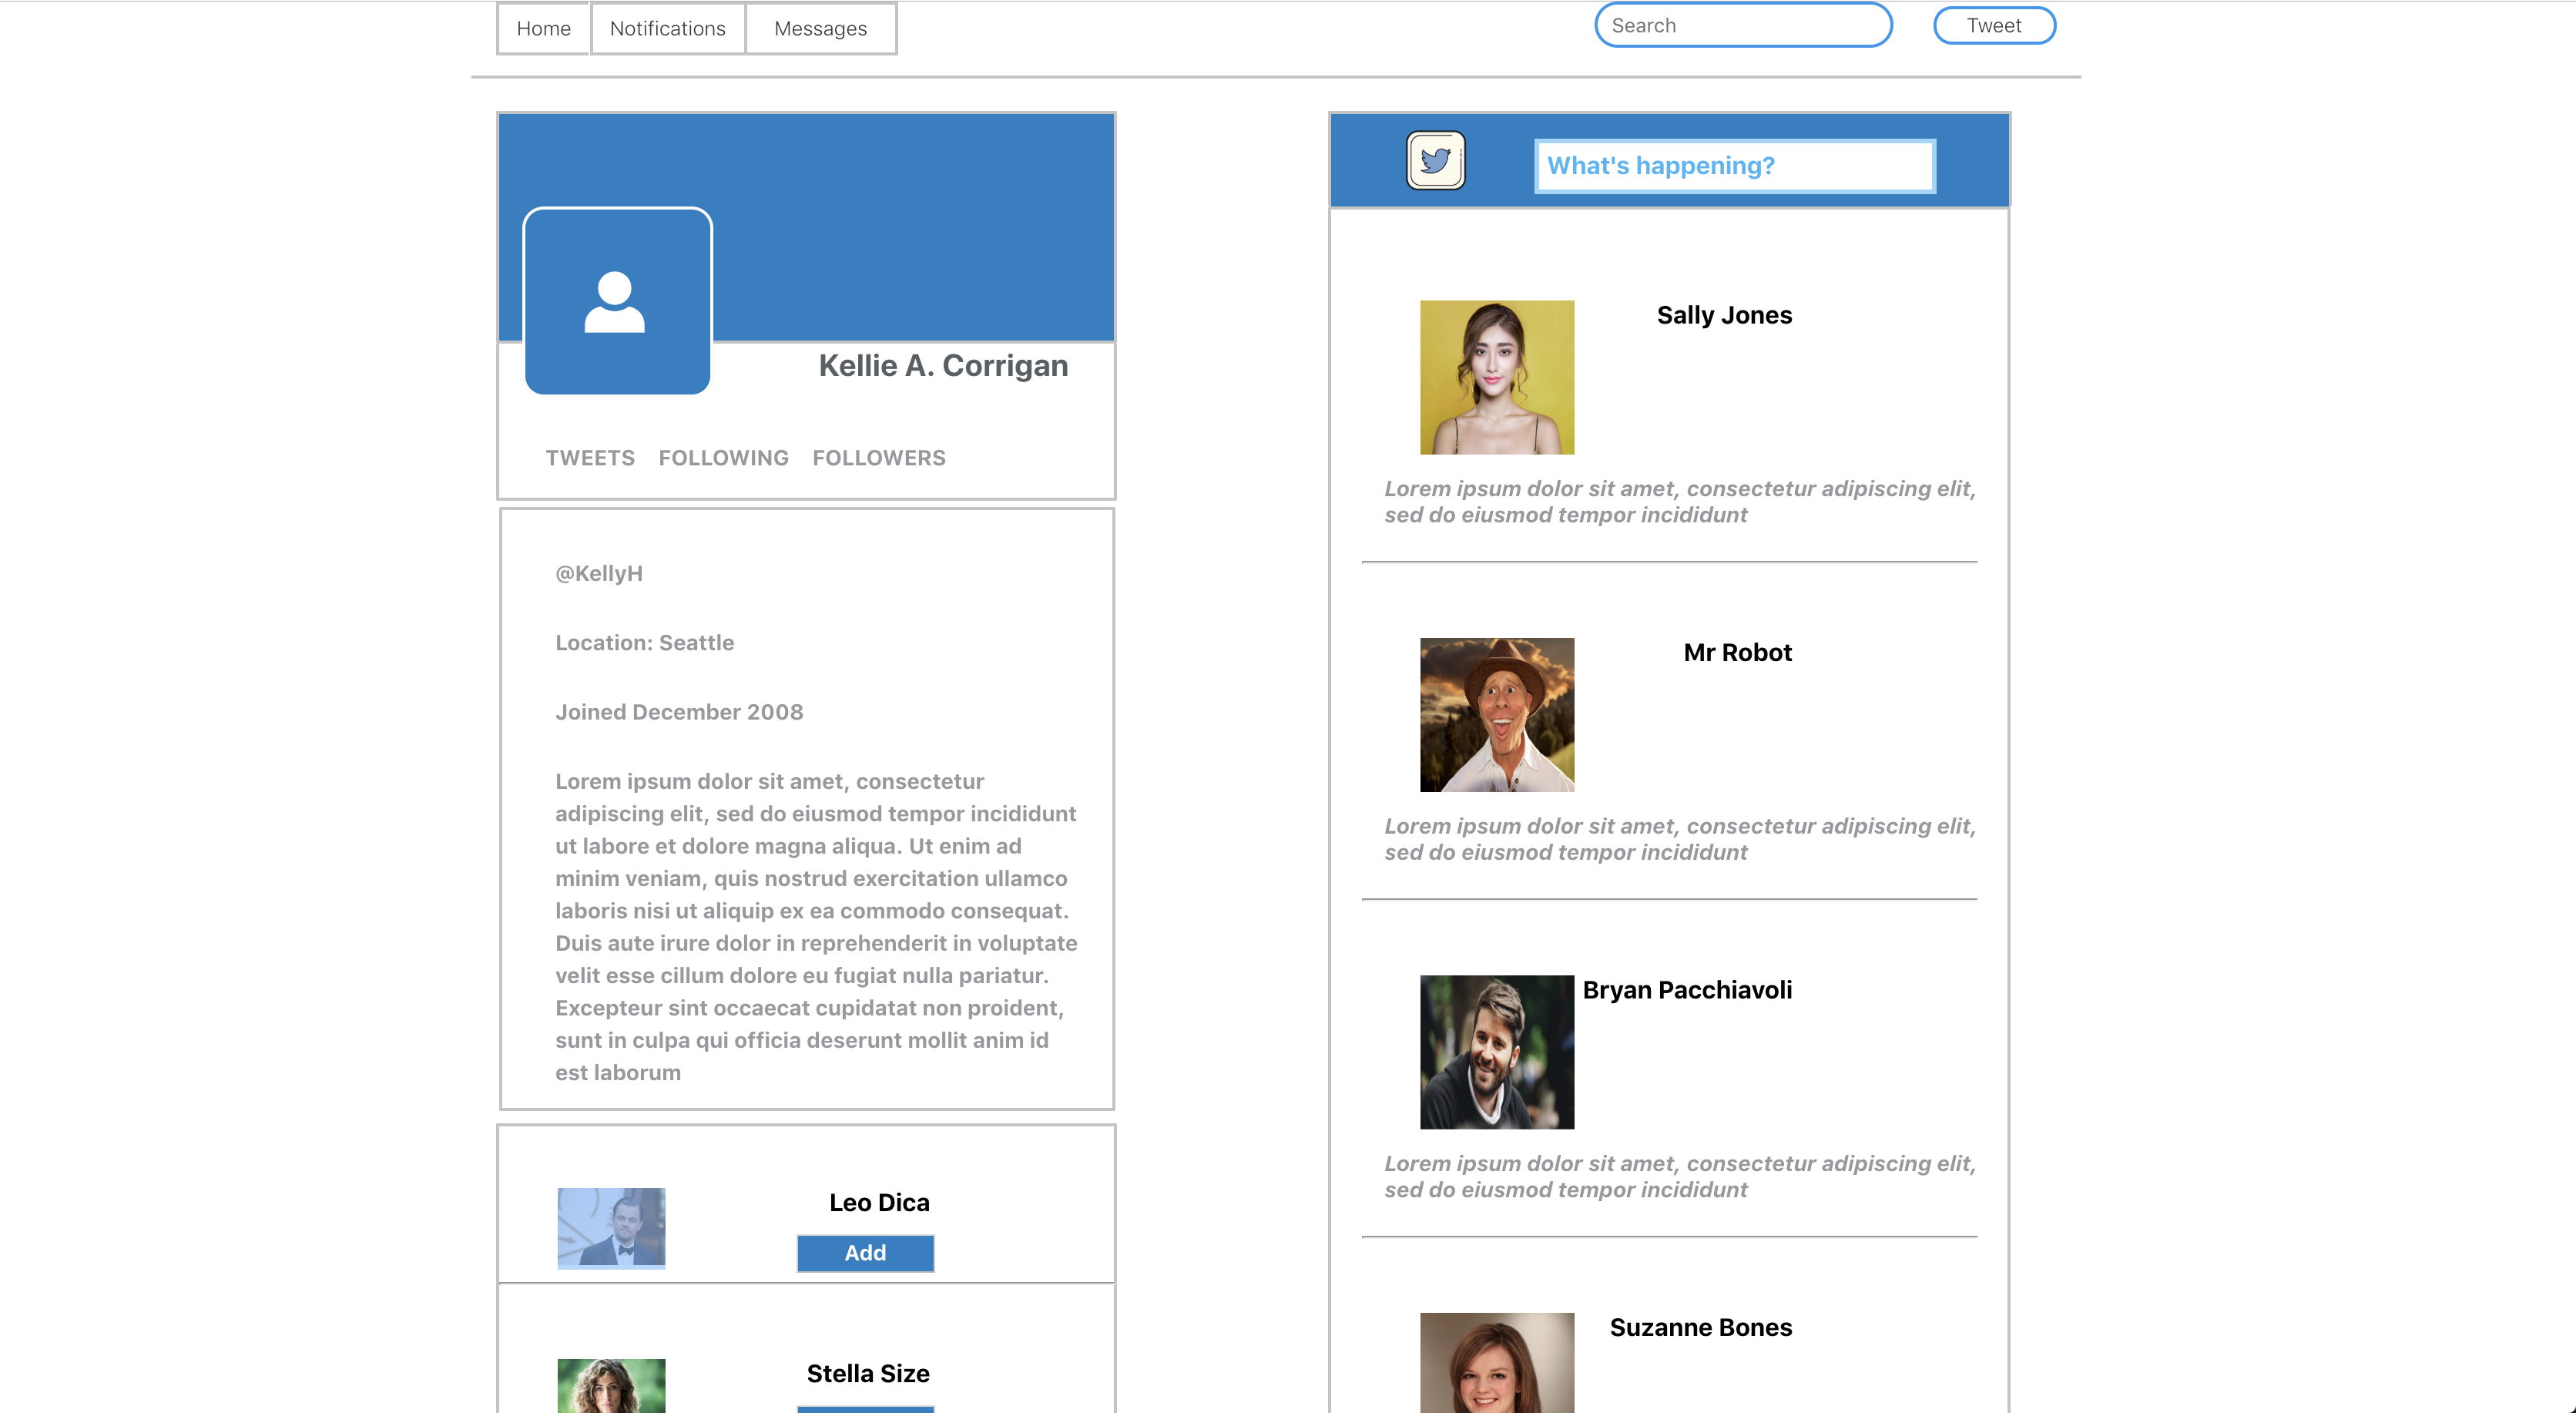 Home
Notifications
Messages
Search
Tweet
Kellie A. Corrigan
TWEETS FOLLOWING FOLLOWERS
@KellyH
Location: Seattle
Joined December 2008
Lorem ipsum dolor sit amet, consectetur
adipiscing elit, sed do eiusmod tempor incididunt
ut labore et dolore magna aliqua. Ut enim ad
minim veniam, quis nostrud exercitation ullamco
laboris nisi ut aliquip ex ea commodo consequat.
Duis aute irure dolor in reprehenderit in voluptate
velit esse cillum dolore eu fugiat nulla pariatur.
Excepteur sint occaecat cupidatat non proident,
sunt in culpa qui officia deserunt mollit anim id
est laborum
Leo Dica
Add
Stella Size
What's happening?
Sally Jones
Lorem ipsum dolor sit amet, consectetur adipiscing elit,
sed do eiusmod tempor incididunt
Mr Robot
Lorem ipsum dolor sit amet, consectetur adipiscing elit,
sed do eiusmod tempor incididunt
Bryan Pacchiavoli
Lorem ipsum dolor sit amet, consectetur adipiscing elit,
sed do eiusmod tempor incididunt
Suzanne Bones